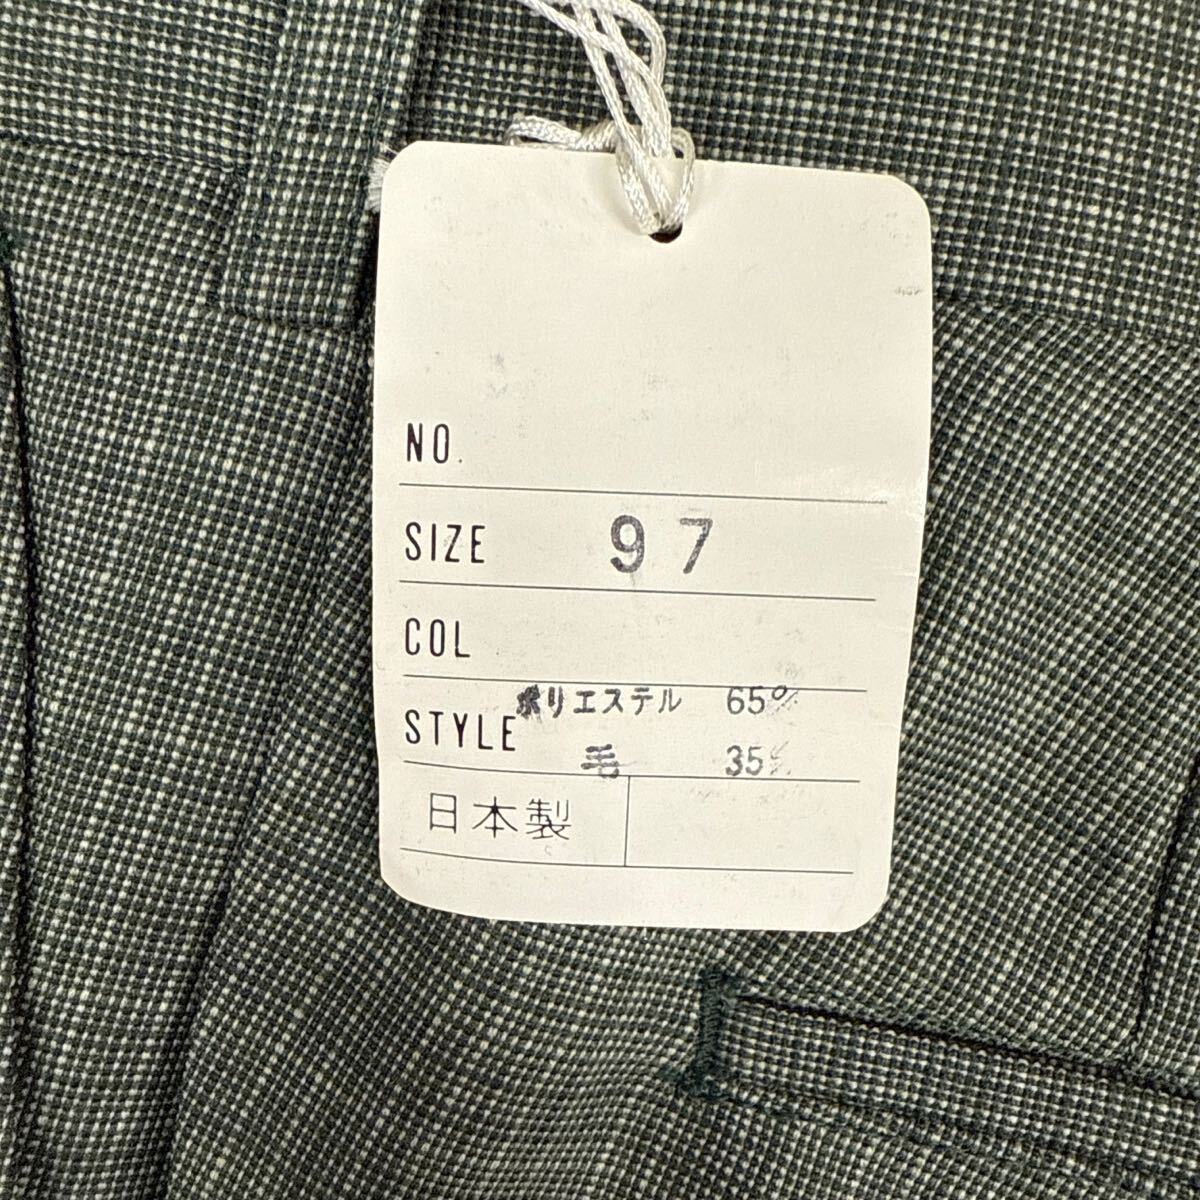 NO.
SIZE 97
COL
ポリエステル 65%
STYLE
毛 35%
日本製